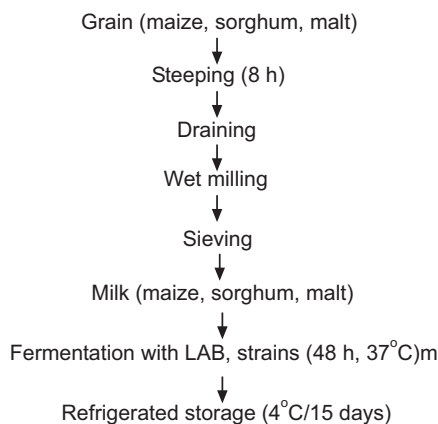 Grain (maize, sorghum, malt)
Steeping (8 h)
Draining
Wet milling
Sieving
Milk (maize, sorghum, malt)
Fermentation with LAB, strains (48 h, 37°C)m
Refrigerated storage (4°C/15 days)